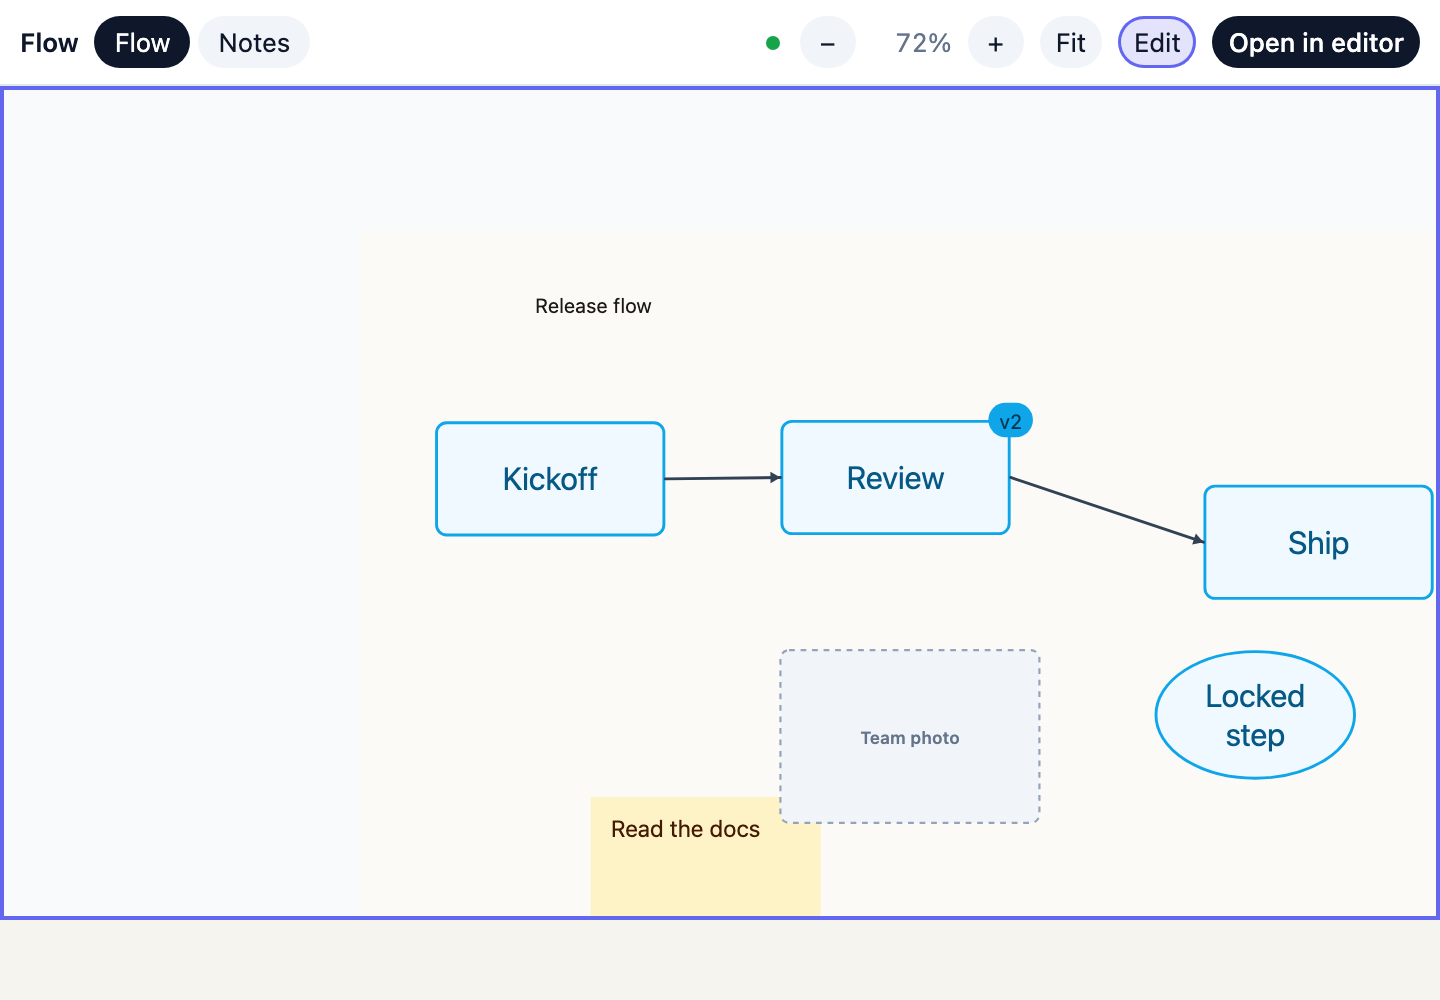 Flow Flow Notes − 72% + Fit Edit Open in editor
Release flow
v2
Kickoff
Review
Ship
Locked
step
Team photo
Read the docs